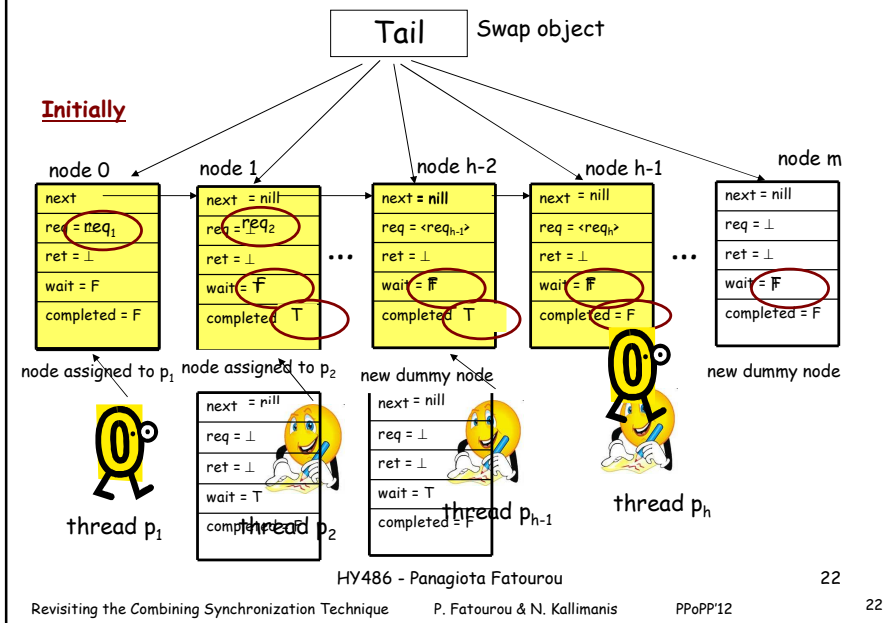 Tail
Swap object
Initially
node 0
node 1
node h-2
node h-1
node m
next
req = req1
ret = ⊥
wait = F
completed = F
next = nill
req = req2
ret = ⊥
wait =
completed T
next = nill
req = <reqh-1>
ret = ⊥
wait = F
completed T
next = nill
req = <reqh>
ret = ⊥
wait = F
completed = F
next = nill
req = ⊥
ret = ⊥
wait = F
completed = F
...
...
node assigned to p1
node assigned to p2
new dummy node
new dummy node
next = nill
req = ⊥
ret = ⊥
wait = T
completed = F
next = nill
req = ⊥
ret = ⊥
wait = T
completed = F
thread p1
thread p2
thread ph-1
thread ph
HY486 - Panagiota Fatourou
22
Revisiting the Combining Synchronization Technique P. Fatourou & N. Kallimanis PPoPP'12 22